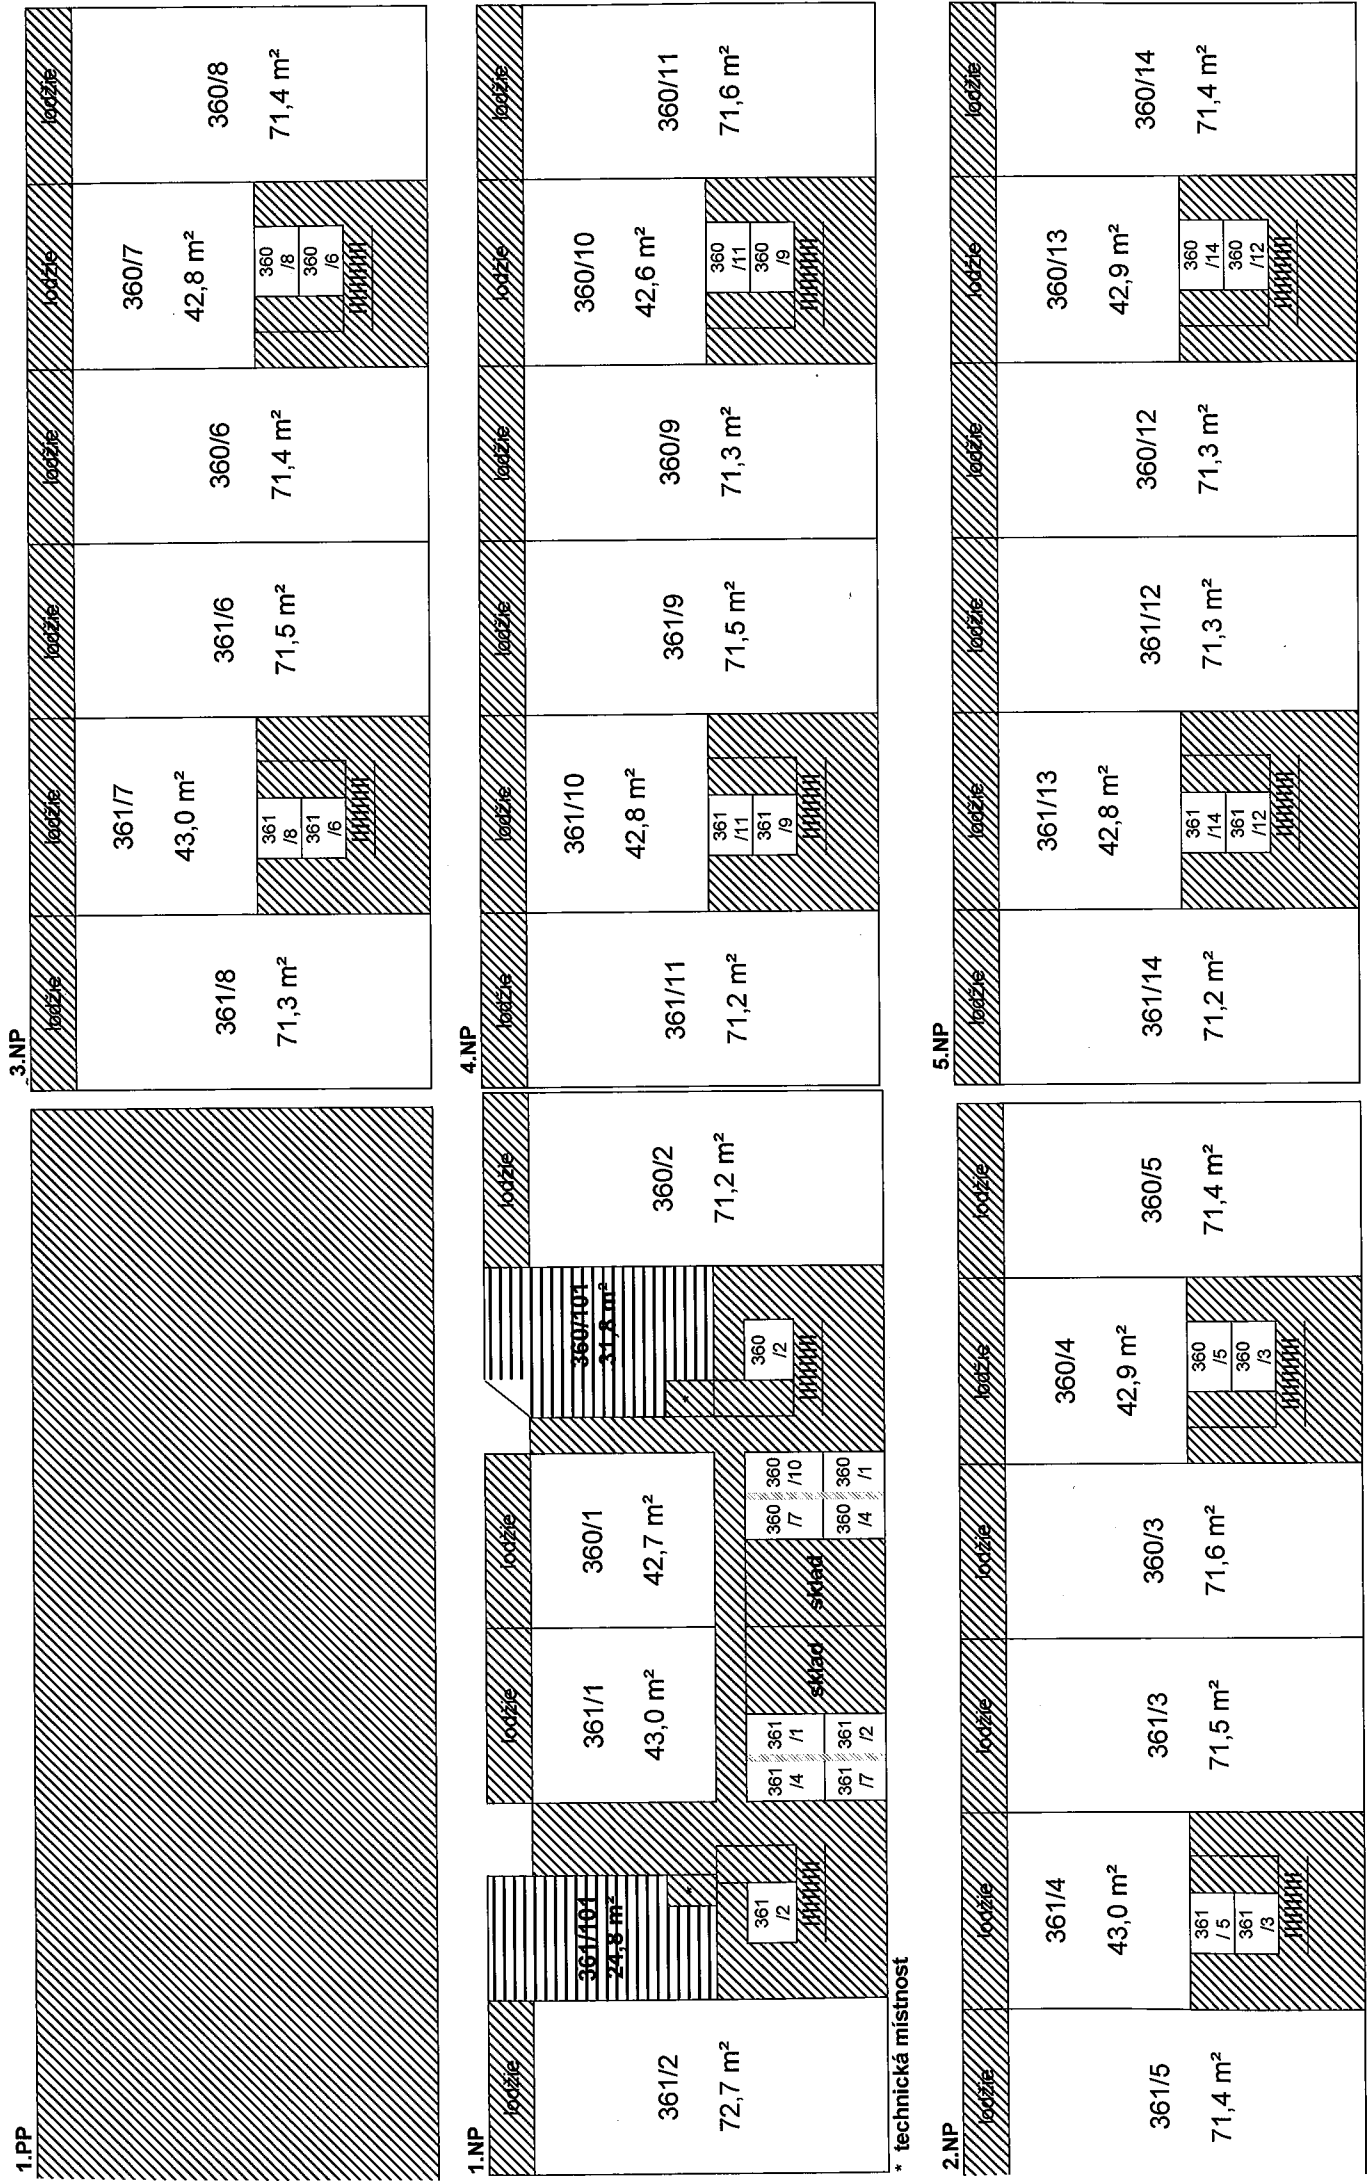 1.PP
3.NP
lodžie
lodžie
lodžie
lodžie
lodžie
lodžie
361/8
71,3 m²
361/7
43,0 m²
361
/8
361
/6
361/6
71,5 m²
360/6
71,4 m²
360/7
42,8 m²
360
/8
360
/6
360/8
71,4 m²
1.NP
lodžie
lodžie
lodžie
lodžie
361/2
72,7 m²
361/101
24,8 m²
*
361
/2
361/1
43,0 m²
361
/4
361
/1
361
/7
361
/2
sklad
sklad
360/1
42,7 m²
360
/7
360
/10
360
/4
360
/1
360/101
31,8 m²
*
360
/2
360/2
71,2 m²
* technická místnost
4.NP
lodžie
lodžie
lodžie
lodžie
lodžie
lodžie
361/11
71,2 m²
361/10
42,8 m²
361
/11
361
/9
361/9
71,5 m²
360/9
71,3 m²
360/10
42,6 m²
360
/11
360
/9
360/11
71,6 m²
2.NP
lodžie
lodžie
lodžie
lodžie
lodžie
lodžie
361/5
71,4 m²
361/4
43,0 m²
361
/ 5
361
/3
361/3
71,5 m²
360/3
71,6 m²
360/4
42,9 m²
360
/5
360
/3
360/5
71,4 m²
5.NP
lodžie
lodžie
lodžie
lodžie
lodžie
lodžie
361/14
71,2 m²
361/13
42,8 m²
361
/14
361
/12
361/12
71,3 m²
360/12
71,3 m²
360/13
42,9 m²
360
/14
360
/12
360/14
71,4 m²